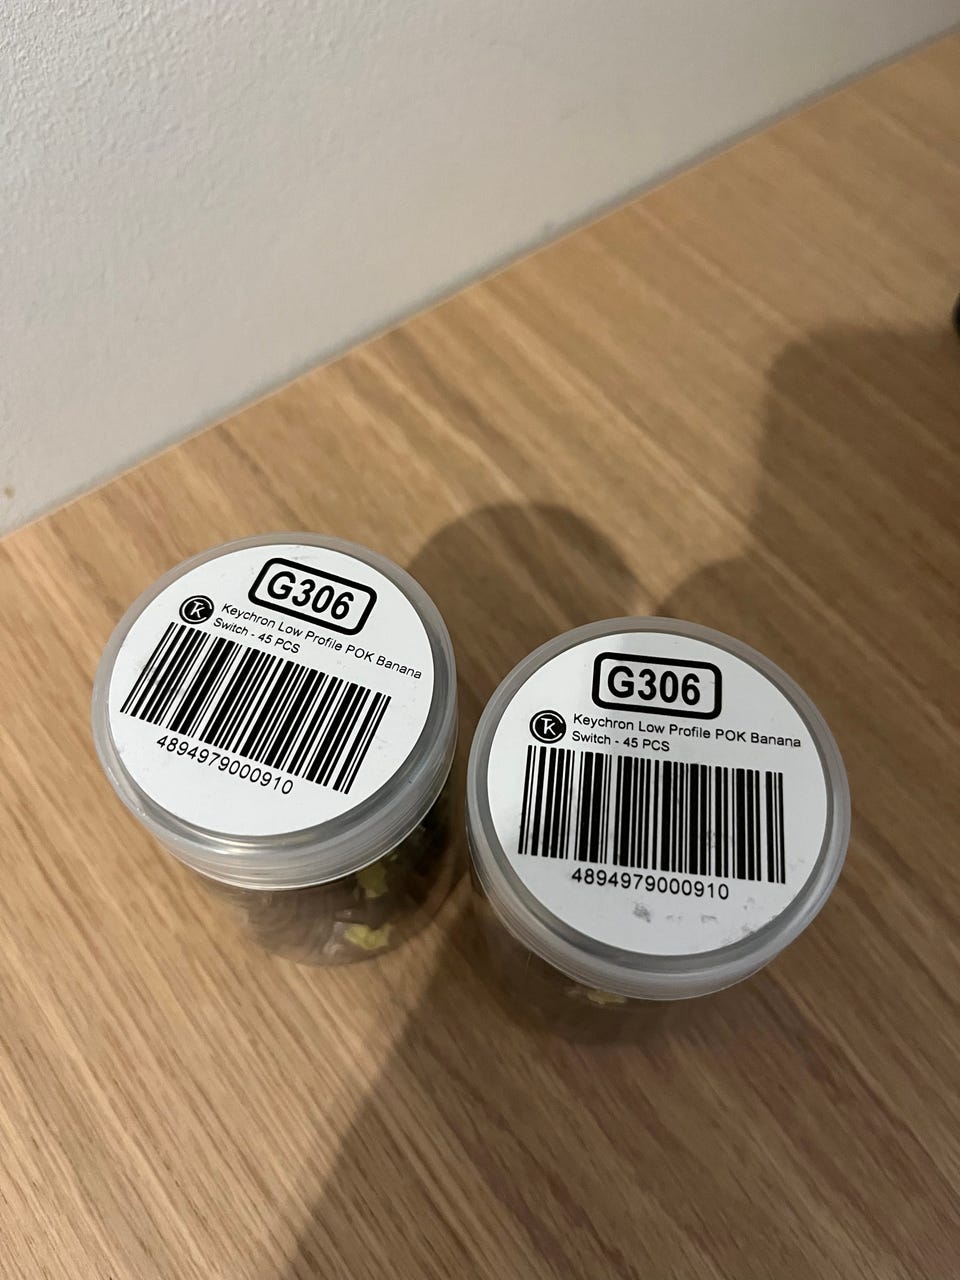 G306
Keychron Low Profile POK Banana
Switch - 45 PCS
4894979000910
G306
Keychron Low Profile POK Banana
Switch - 45 PCS
4894979000910